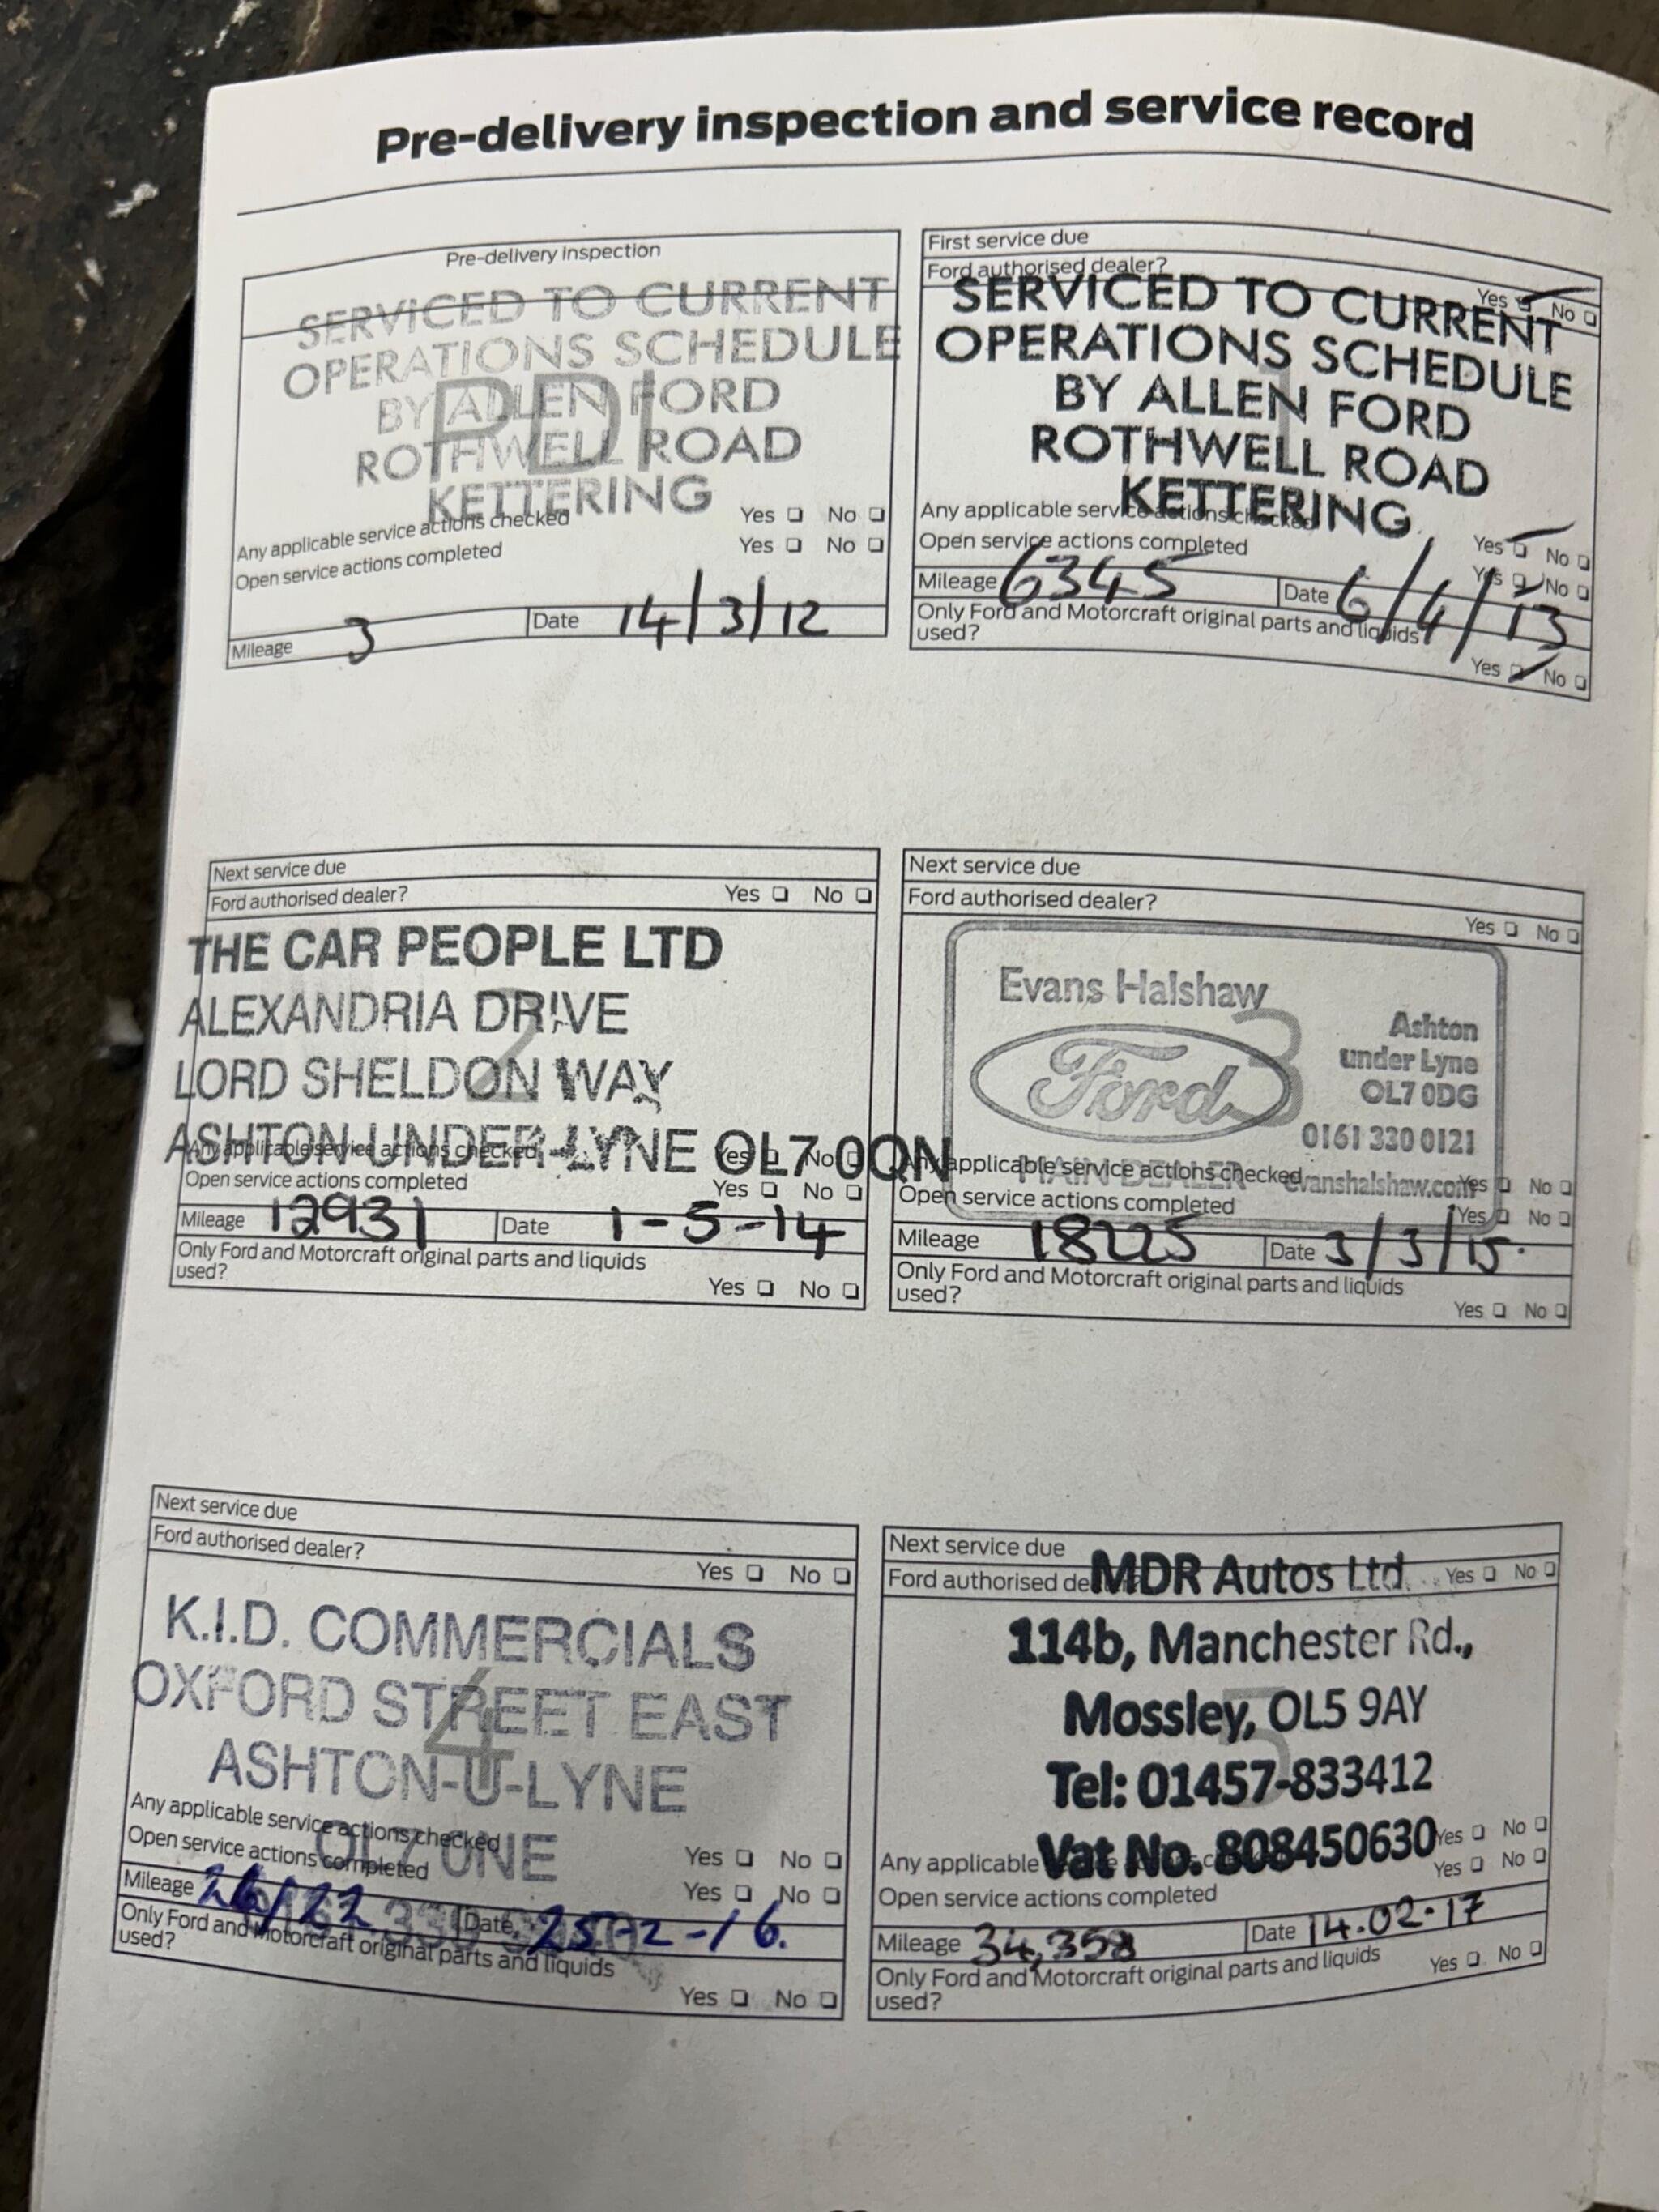 Pre-delivery inspection and service record
Pre-delivery inspection
SERVICED TO CURRENT
OPERATIONS SCHEDULE
BY ALLEN FORD
ROTHWELL ROAD
KETTERING
PDI
Any applicable service actions checked Yes No
Open service actions completed Yes No
Mileage 3 Date 14/3/12
First service due
Ford authorised dealer? Yes No
SERVICED TO CURRENT
OPERATIONS SCHEDULE
BY ALLEN FORD
ROTHWELL ROAD
KETTERING
1
Any applicable service actions checked Yes No
Open service actions completed Yes No
Mileage 6345 Date 6/4/13
Only Ford and Motorcraft original parts and liquids
used? Yes No
Next service due
Ford authorised dealer? Yes No
THE CAR PEOPLE LTD
ALEXANDRIA DRIVE
LORD SHELDON WAY
ASHTON-UNDER-LYNE OL7 0QN
2
Any applicable service actions checked Yes No
Open service actions completed Yes No
Mileage 12931 Date 1-5-14
Only Ford and Motorcraft original parts and liquids
used? Yes No
Next service due
Ford authorised dealer? Yes No
Evans Halshaw
Ford
Ashton
under Lyne
OL7 0DG
0161 330 0121
MAIN DEALER evanshalshaw.com
3
Any applicable service actions checked Yes No
Open service actions completed Yes No
Mileage 18225 Date 3/3/15.
Only Ford and Motorcraft original parts and liquids
used? Yes No
Next service due
Ford authorised dealer? Yes No
K.I.D. COMMERCIALS
OXFORD STREET EAST
ASHTON-U-LYNE
OL7 0NE
4
Any applicable service actions checked Yes No
Open service actions completed Yes No
Mileage Date 25-2-16.
Only Ford and Motorcraft original parts and liquids
used? Yes No
Next service due
Ford authorised Yes No
MDR Autos Ltd
114b, Manchester Rd.,
Mossley, OL5 9AY
Tel: 01457-833412
Vat No. 808450630
5
Any applicable Yes No
Open service actions completed Yes No
Mileage 34,358 Date 14.02.17
Only Ford and Motorcraft original parts and liquids
used? Yes No